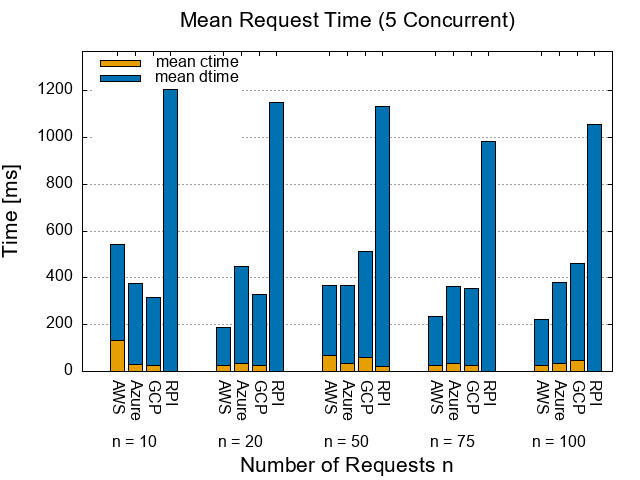 Mean Request Time (5 Concurrent)
mean ctime
mean dtime
Time [ms]
1200
1000
800
600
400
200
0
AWS Azure GCP RPI AWS Azure GCP RPI AWS Azure GCP RPI AWS Azure GCP RPI AWS Azure GCP RPI
n = 10 n = 20 n = 50 n = 75 n = 100
Number of Requests n